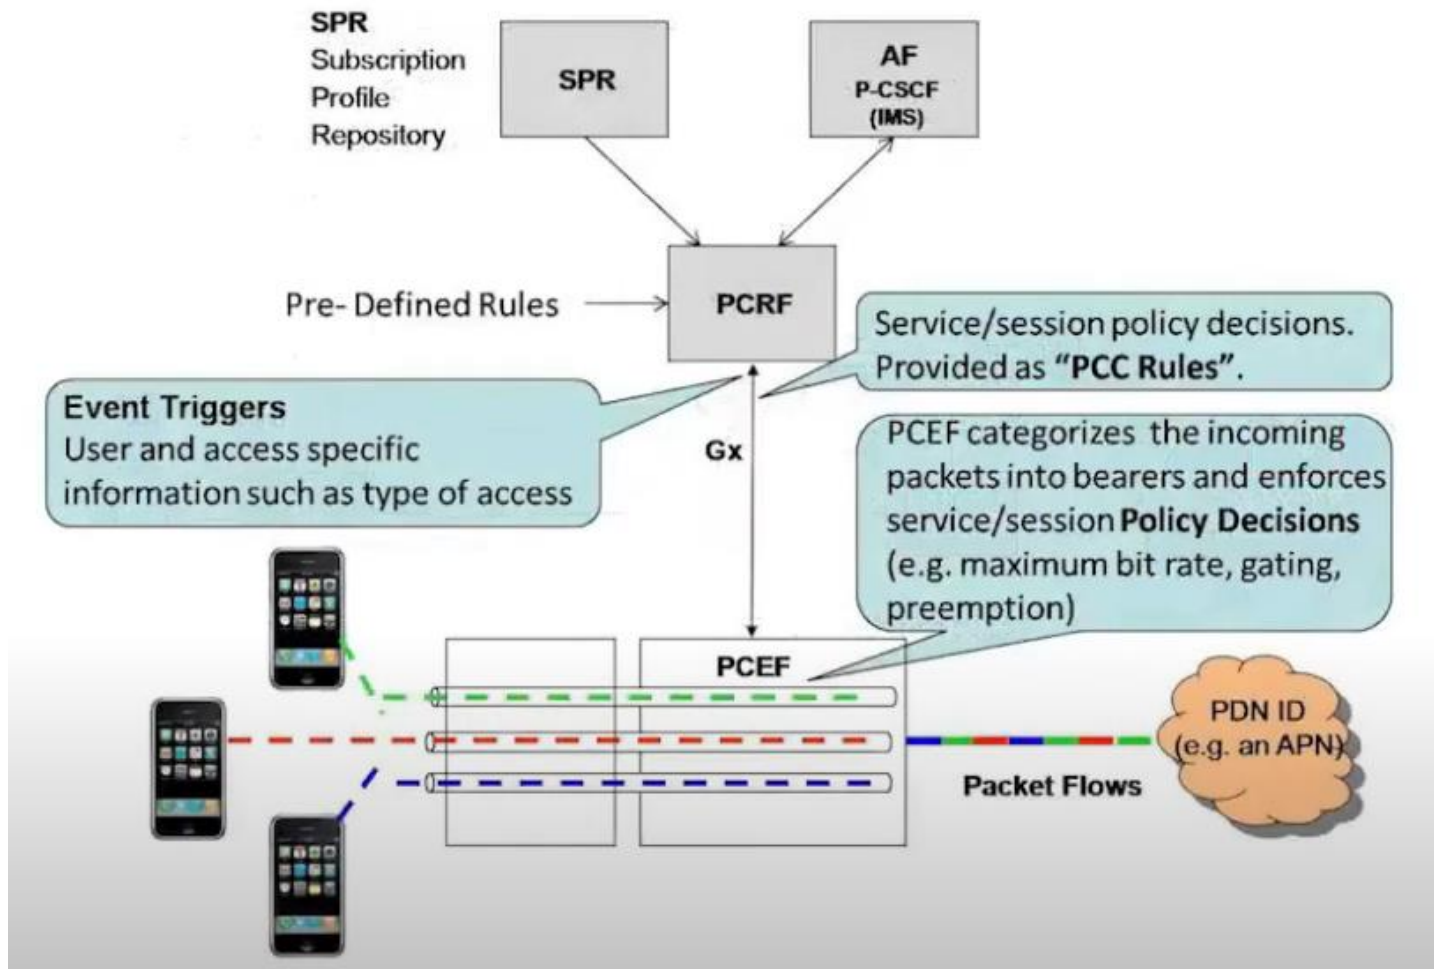 SPR
Subscription
Profile
Repository
SPR
AF
P-CSCF
(IMS)
Pre- Defined Rules
PCRF
Service/session policy decisions.
Provided as “PCC Rules”.
Event Triggers
User and access specific
information such as type of access
Gx
PCEF categorizes the incoming
packets into bearers and enforces
service/session Policy Decisions
(e.g. maximum bit rate, gating,
preemption)
PCEF
PDN ID
(e.g. an APN)
Packet Flows